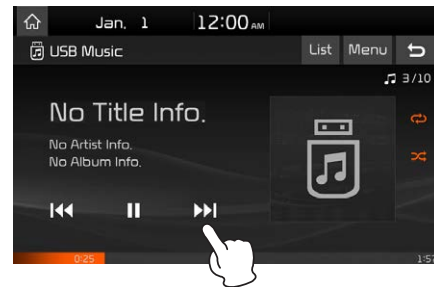 Jan. 1 12:00 AM
USB Music List Menu
3/10
No Title Info.
No Artist Info.
No Album Info.
0:25 1:57